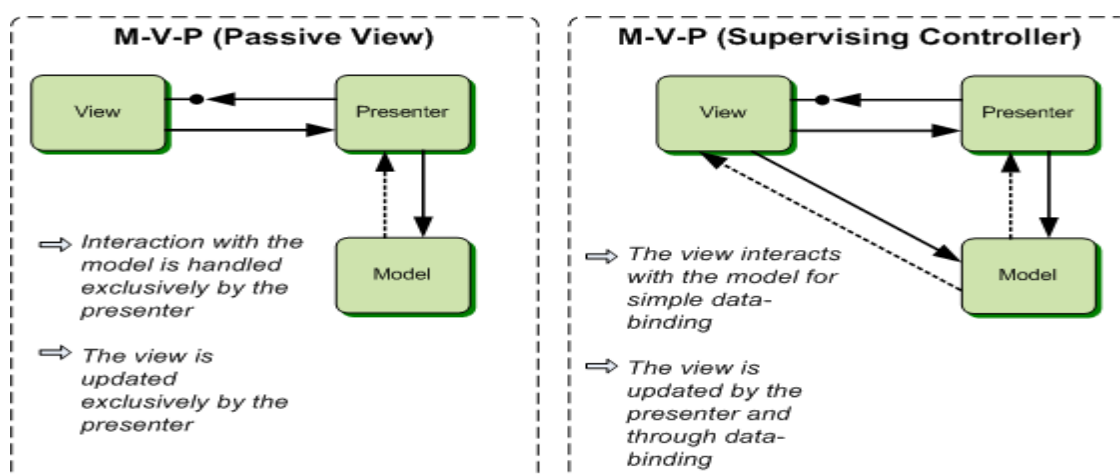 M-V-P (Passive View)
View
Presenter
Model
Interaction with the
model is handled
exclusively by the
presenter
The view is
updated
exclusively by the
presenter
M-V-P (Supervising Controller)
View
Presenter
Model
The view interacts
with the model for
simple data-
binding
The view is
updated by the
presenter and
through data-
binding